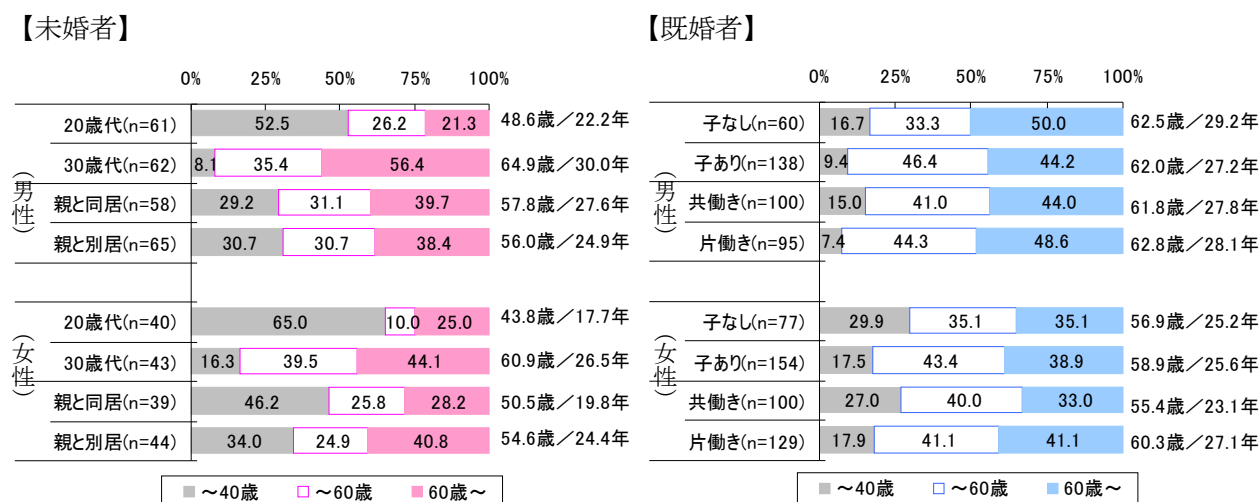 【未婚者】
0% 25% 50% 75% 100%
(男性)
20歳代(n=61) 52.5 26.2 21.3 48.6歳／22.2年
30歳代(n=62) 8.1 35.4 56.4 64.9歳／30.0年
親と同居(n=58) 29.2 31.1 39.7 57.8歳／27.6年
親と別居(n=65) 30.7 30.7 38.4 56.0歳／24.9年
(女性)
20歳代(n=40) 65.0 10.0 25.0 43.8歳／17.7年
30歳代(n=43) 16.3 39.5 44.1 60.9歳／26.5年
親と同居(n=39) 46.2 25.8 28.2 50.5歳／19.8年
親と別居(n=44) 34.0 24.9 40.8 54.6歳／24.4年
～40歳 ～60歳 60歳～
【既婚者】
0% 25% 50% 75% 100%
(男性)
子なし(n=60) 16.7 33.3 50.0 62.5歳／29.2年
子あり(n=138) 9.4 46.4 44.2 62.0歳／27.2年
共働き(n=100) 15.0 41.0 44.0 61.8歳／27.8年
片働き(n=95) 7.4 44.3 48.6 62.8歳／28.1年
(女性)
子なし(n=77) 29.9 35.1 35.1 56.9歳／25.2年
子あり(n=154) 17.5 43.4 38.9 58.9歳／25.6年
共働き(n=100) 27.0 40.0 33.0 55.4歳／23.1年
片働き(n=129) 17.9 41.1 41.1 60.3歳／27.1年
～40歳 ～60歳 60歳～